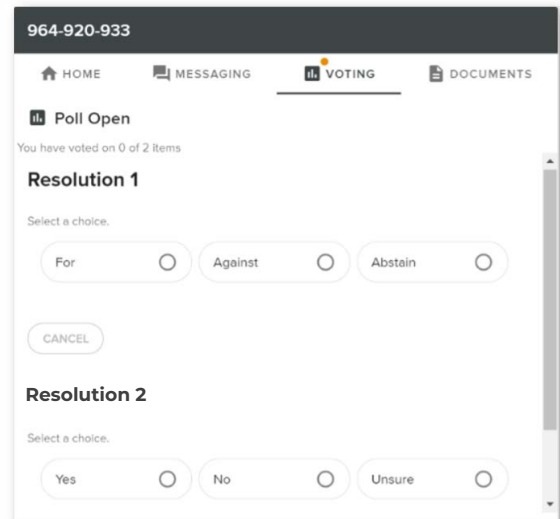 964-920-933
HOME MESSAGING VOTING DOCUMENTS
Poll Open
You have voted on 0 of 2 items
Resolution 1
Select a choice.
For Against Abstain
CANCEL
Resolution 2
Select a choice.
Yes No Unsure